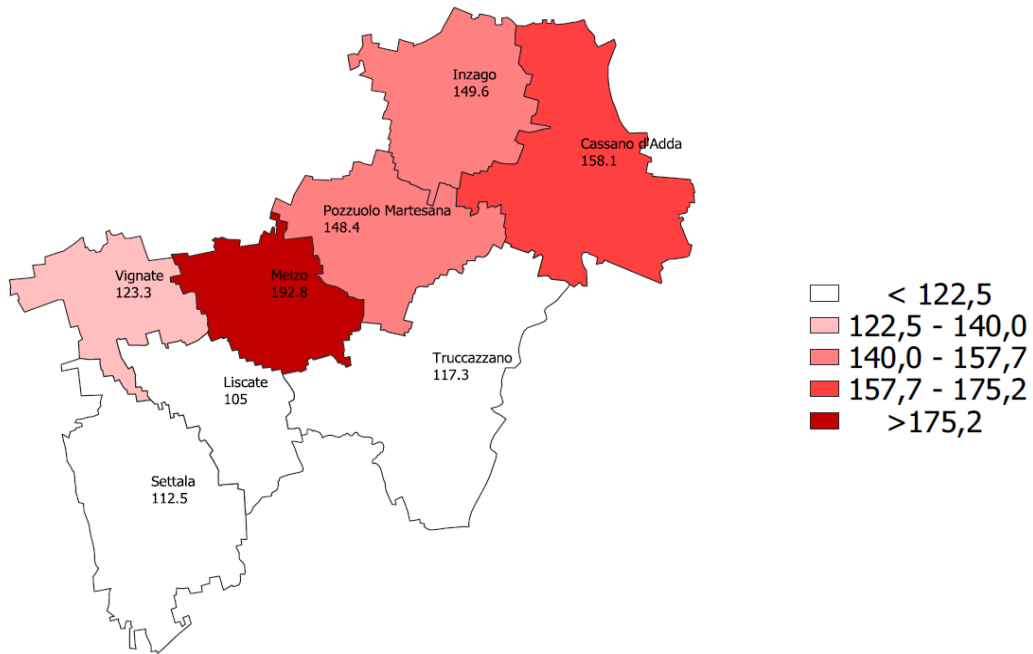 Inzago
149.6
Cassano d'Adda
158.1
Pozzuolo Martesana
148.4
Vignate
123.3
Melzo
192.8
Truccazzano
117.3
Liscate
105
Settala
112.5
< 122,5
122,5 - 140,0
140,0 - 157,7
157,7 - 175,2
>175,2